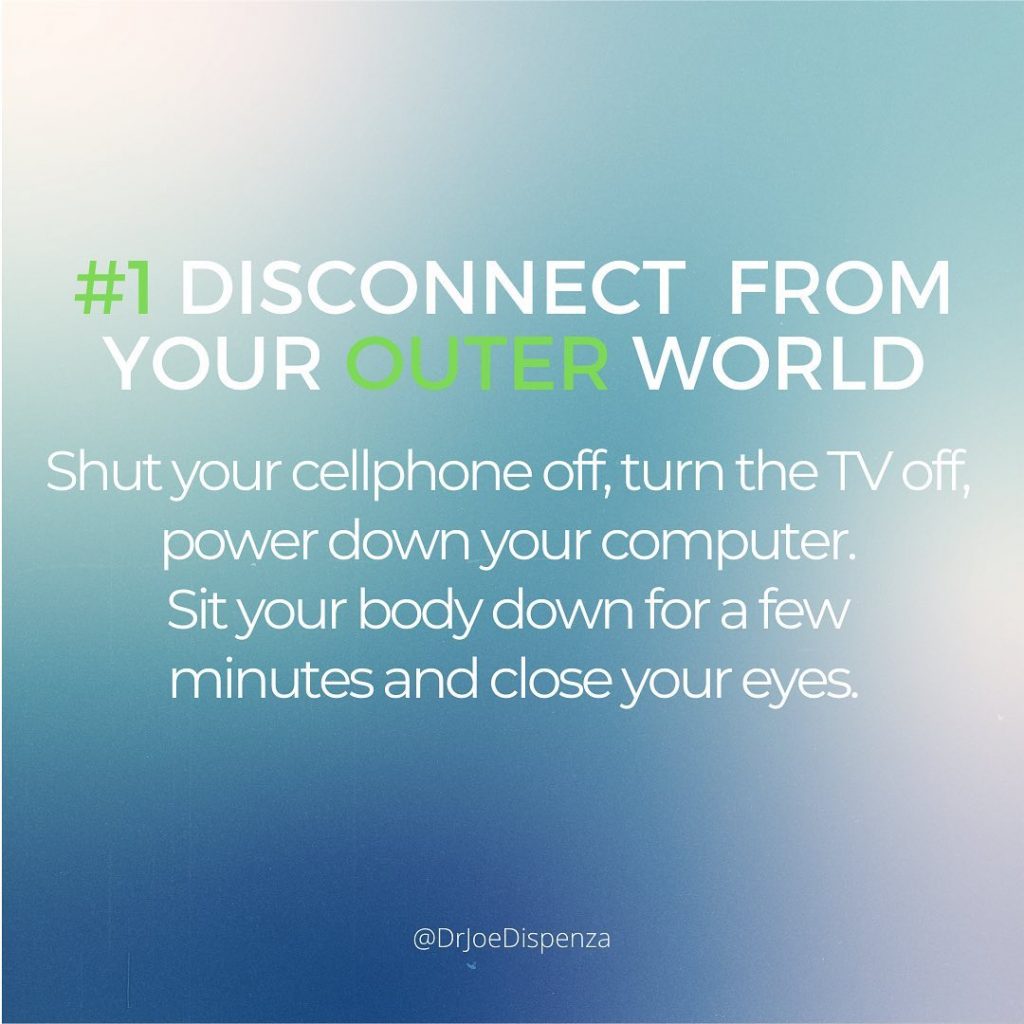 #1 DISCONNECT FROM
YOUR OUTER WORLD
Shut your cellphone off, turn the TV off,
power down your computer.
Sit your body down for a few
minutes and close your eyes.
@DrJoeDispenza